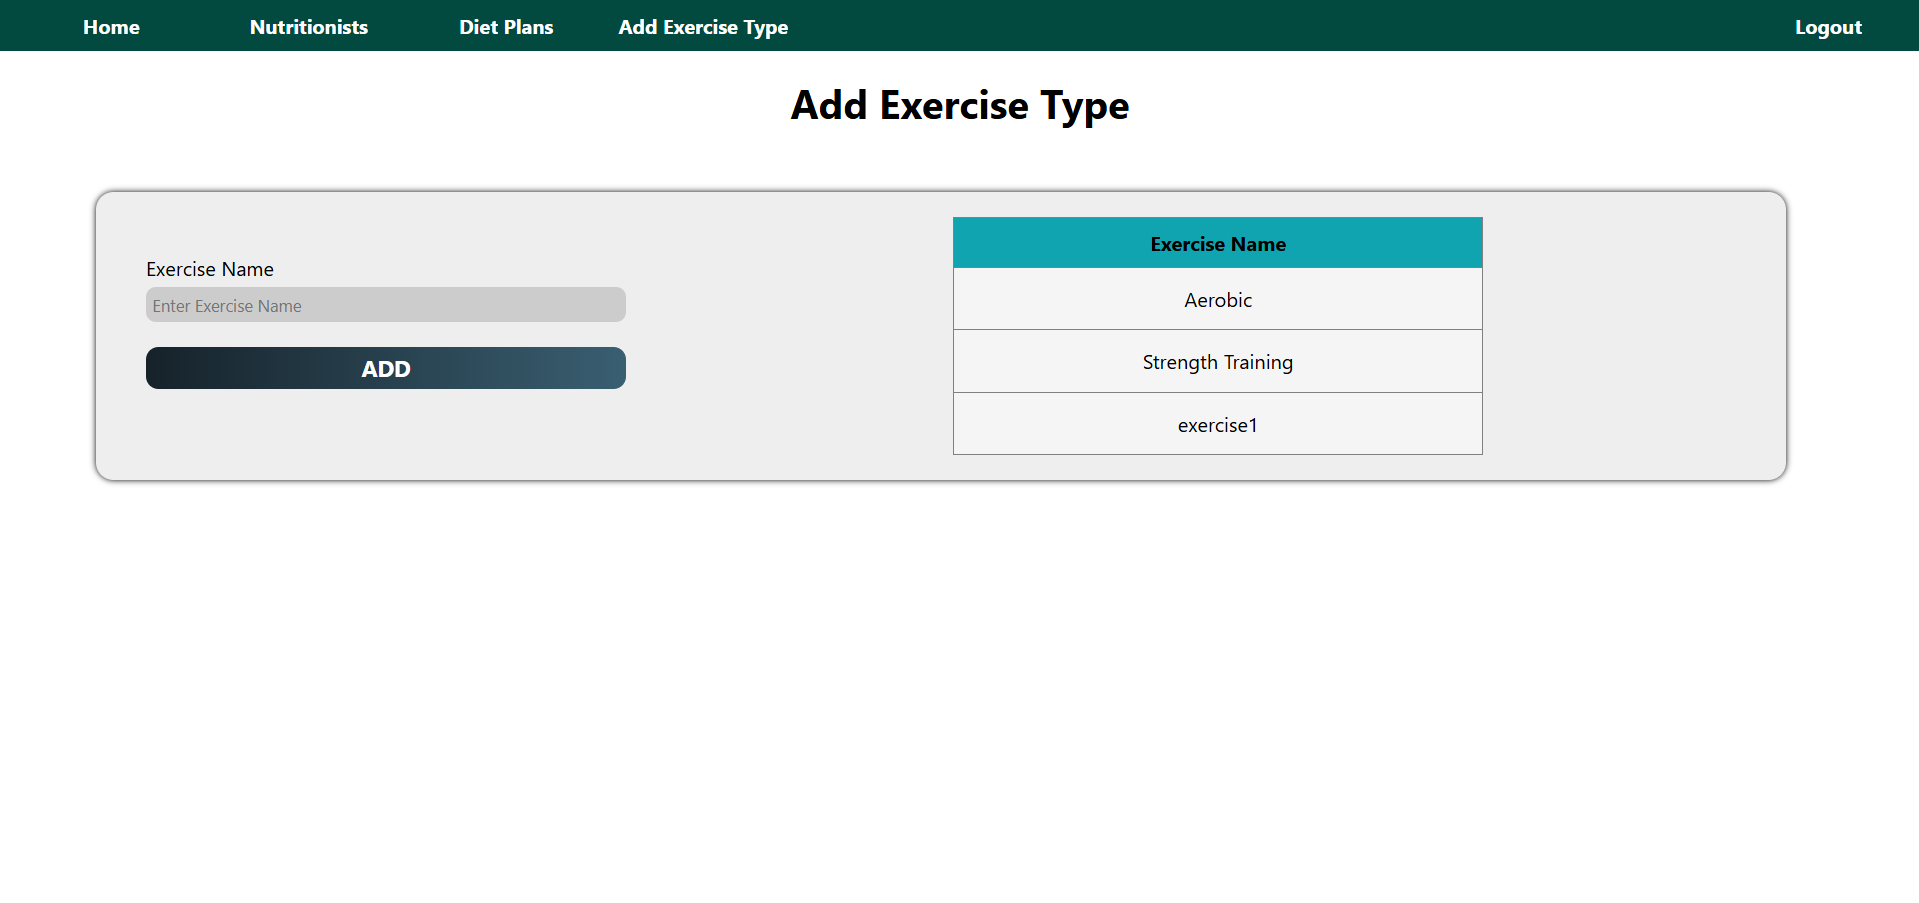 Home Nutritionists Diet Plans Add Exercise Type Logout
Add Exercise Type
Exercise Name
Enter Exercise Name
ADD
Exercise Name
Aerobic
Strength Training
exercise1